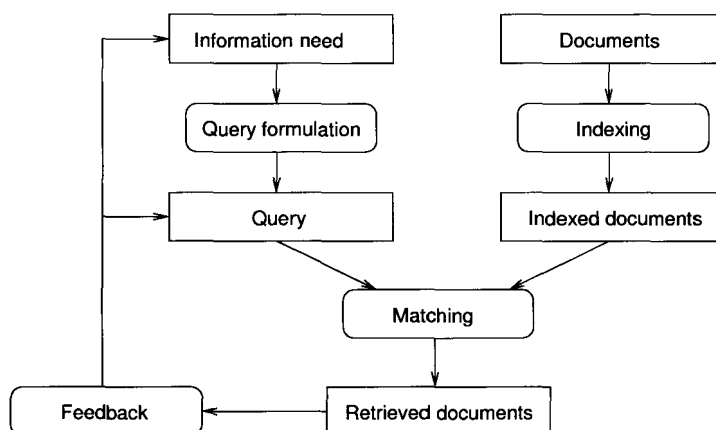 Information need
Documents
Query formulation
Indexing
Query
Indexed documents
Matching
Feedback
Retrieved documents